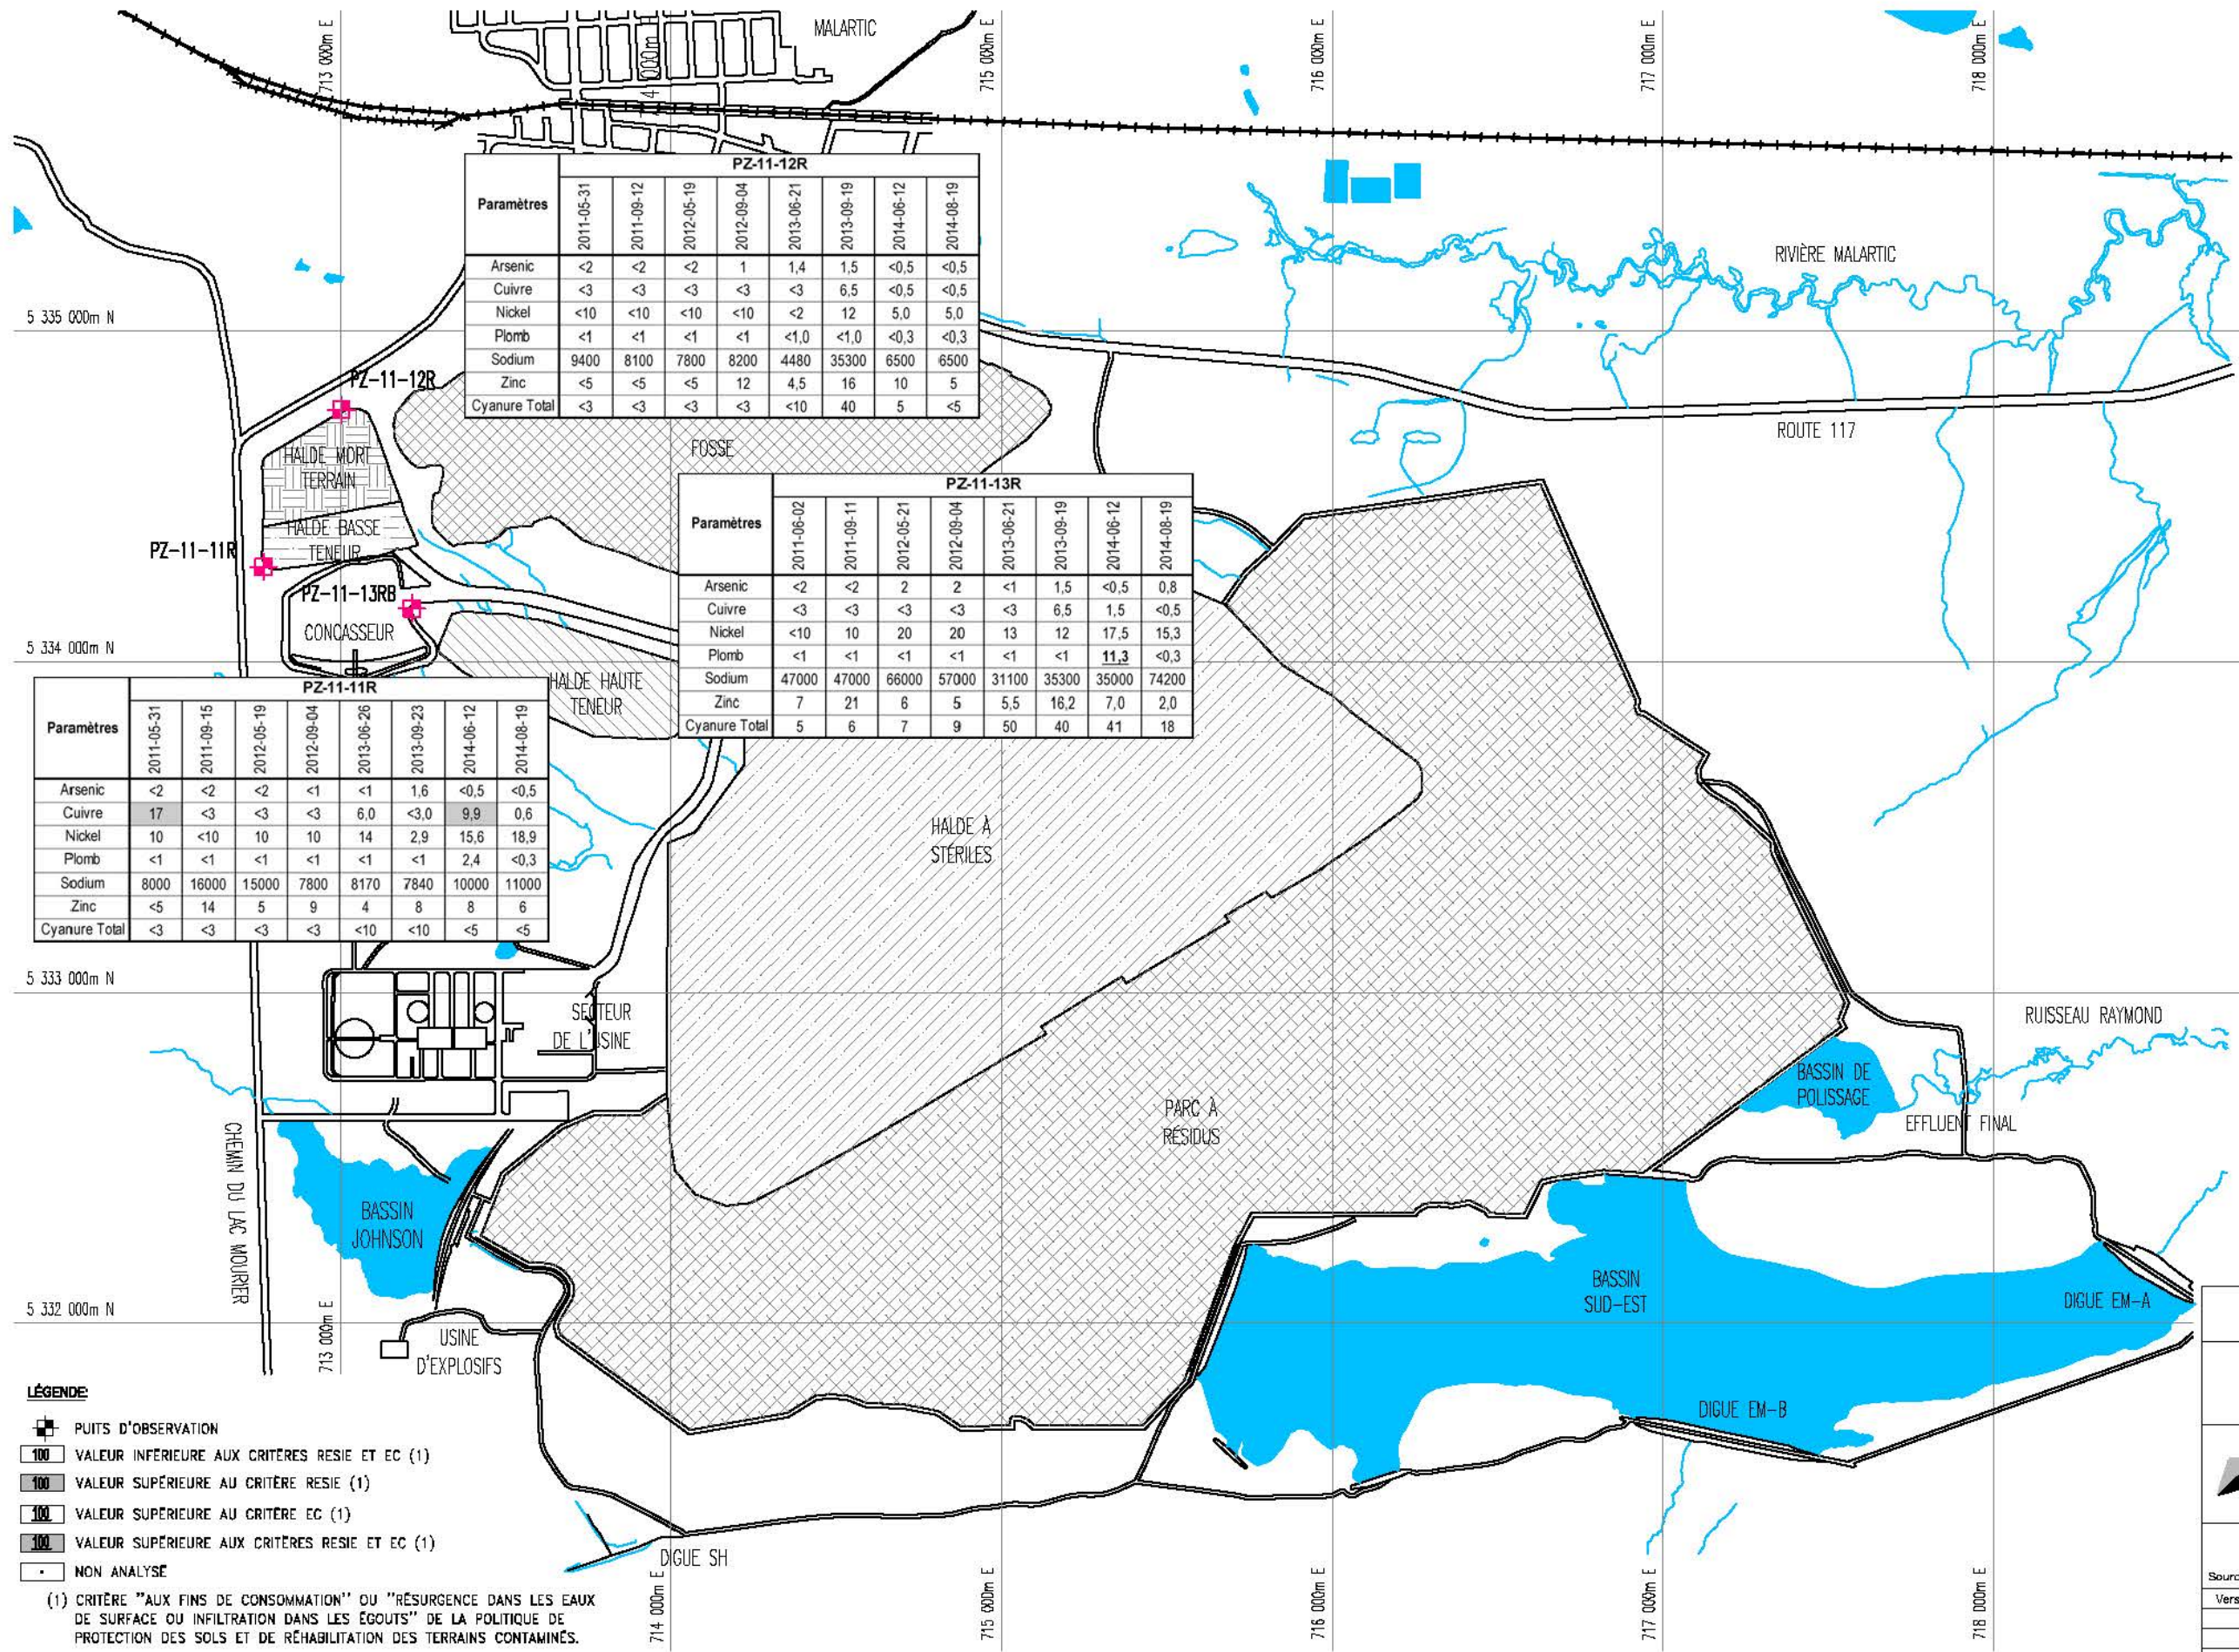 713 000m E
MALARTIC
715 000m E
716 000m E
717 000m E
718 000m E
PZ-11-12R
Paramètres 2011-05-31 2011-09-12 2012-05-19 2012-09-04 2013-06-21 2013-09-19 2014-06-12 2014-08-19
Arsenic <2 <2 <2 1 1,4 1,5 <0,5 <0,5
Cuivre <3 <3 <3 <3 <3 6,5 <0,5 <0,5
Nickel <10 <10 <10 <10 <2 12 5,0 5,0
Plomb <1 <1 <1 <1 <1,0 <1,0 <0,3 <0,3
Sodium 9400 8100 7800 8200 4480 35300 6500 6500
Zinc <5 <5 <5 12 4,5 16 10 5
Cyanure Total <3 <3 <3 <3 <10 40 5 <5
RIVIÈRE MALARTIC
5 335 000m N
PZ-11-12R
ROUTE 117
FOSSE
HALDE MORT
TERRAIN
HALDE BASSE
TENEUR
PZ-11-11R
PZ-11-13RB
CONCASSEUR
PZ-11-13R
Paramètres 2011-06-02 2011-09-11 2012-05-21 2012-09-04 2013-06-21 2013-09-19 2014-06-12 2014-08-19
Arsenic <2 <2 2 2 <1 1,5 <0,5 0,8
Cuivre <3 <3 <3 <3 <3 6,5 1,5 <0,5
Nickel <10 10 20 20 13 12 17,5 15,3
Plomb <1 <1 <1 <1 <1 <1 11,3 <0,3
Sodium 47000 47000 66000 57000 31100 35300 35000 74200
Zinc 7 21 6 5 5,5 16,2 7,0 2,0
Cyanure Total 5 6 7 9 50 40 41 18
5 334 000m N
HALDE HAUTE
TENEUR
PZ-11-11R
Paramètres 2011-05-31 2011-09-15 2012-05-19 2012-09-04 2013-06-26 2013-09-23 2014-06-12 2014-08-19
Arsenic <2 <2 <2 <1 <1 1,6 <0,5 <0,5
Cuivre 17 <3 <3 <3 6,0 <3,0 9,9 0,6
Nickel 10 <10 10 10 14 2,9 15,6 18,9
Plomb <1 <1 <1 <1 <1 <1 2,4 <0,3
Sodium 8000 16000 15000 7800 8170 7840 10000 11000
Zinc <5 14 5 9 4 8 8 6
Cyanure Total <3 <3 <3 <3 <10 <10 <5 <5
HALDE À
STÉRILES
5 333 000m N
SECTEUR
DE L'USINE
RUISSEAU RAYMOND
BASSIN DE
POLISSAGE
EFFLUENT FINAL
PARC À
RÉSIDUS
CHEMIN DU LAC MOURIER
BASSIN
JOHNSON
BASSIN
SUD-EST
DIGUE EM-A
5 332 000m N
713 000m E
USINE
D'EXPLOSIFS
DIGUE EM-B
DIGUE SH
LÉGENDE:
PUITS D'OBSERVATION
100 VALEUR INFÉRIEURE AUX CRITÈRES RESIE ET EC (1)
100 VALEUR SUPÉRIEURE AU CRITÈRE RESIE (1)
100 VALEUR SUPÉRIEURE AU CRITÈRE EC (1)
100 VALEUR SUPÉRIEURE AUX CRITÈRES RESIE ET EC (1)
- NON ANALYSÉ
(1) CRITÈRE "AUX FINS DE CONSOMMATION" OU "RÉSURGENCE DANS LES EAUX
DE SURFACE OU INFILTRATION DANS LES ÉGOUTS" DE LA POLITIQUE DE
PROTECTION DES SOLS ET DE RÉHABILITATION DES TERRAINS CONTAMINÉS.
714 000m E
715 000m E
716 000m E
717 000m E
718 000m E